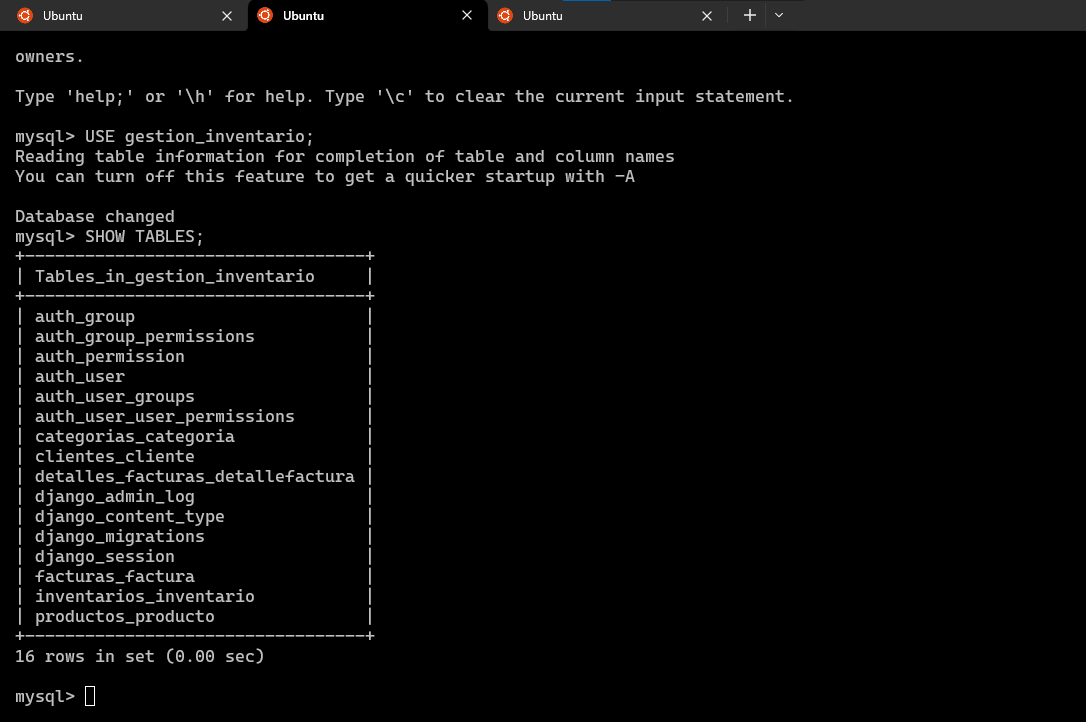 Ubuntu
Ubuntu
Ubuntu
owners.
Type 'help;' or '\h' for help. Type '\c' to clear the current input statement.
mysql> USE gestion_inventario;
Reading table information for completion of table and column names
You can turn off this feature to get a quicker startup with -A
Database changed
mysql> SHOW TABLES;
+----------------------------------+
| Tables_in_gestion_inventario     |
+----------------------------------+
| auth_group                       |
| auth_group_permissions           |
| auth_permission                  |
| auth_user                        |
| auth_user_groups                 |
| auth_user_user_permissions       |
| categorias_categoria             |
| clientes_cliente                 |
| detalles_facturas_detallefactura |
| django_admin_log                 |
| django_content_type              |
| django_migrations                |
| django_session                   |
| facturas_factura                 |
| inventarios_inventario           |
| productos_producto               |
+----------------------------------+
16 rows in set (0.00 sec)
mysql>